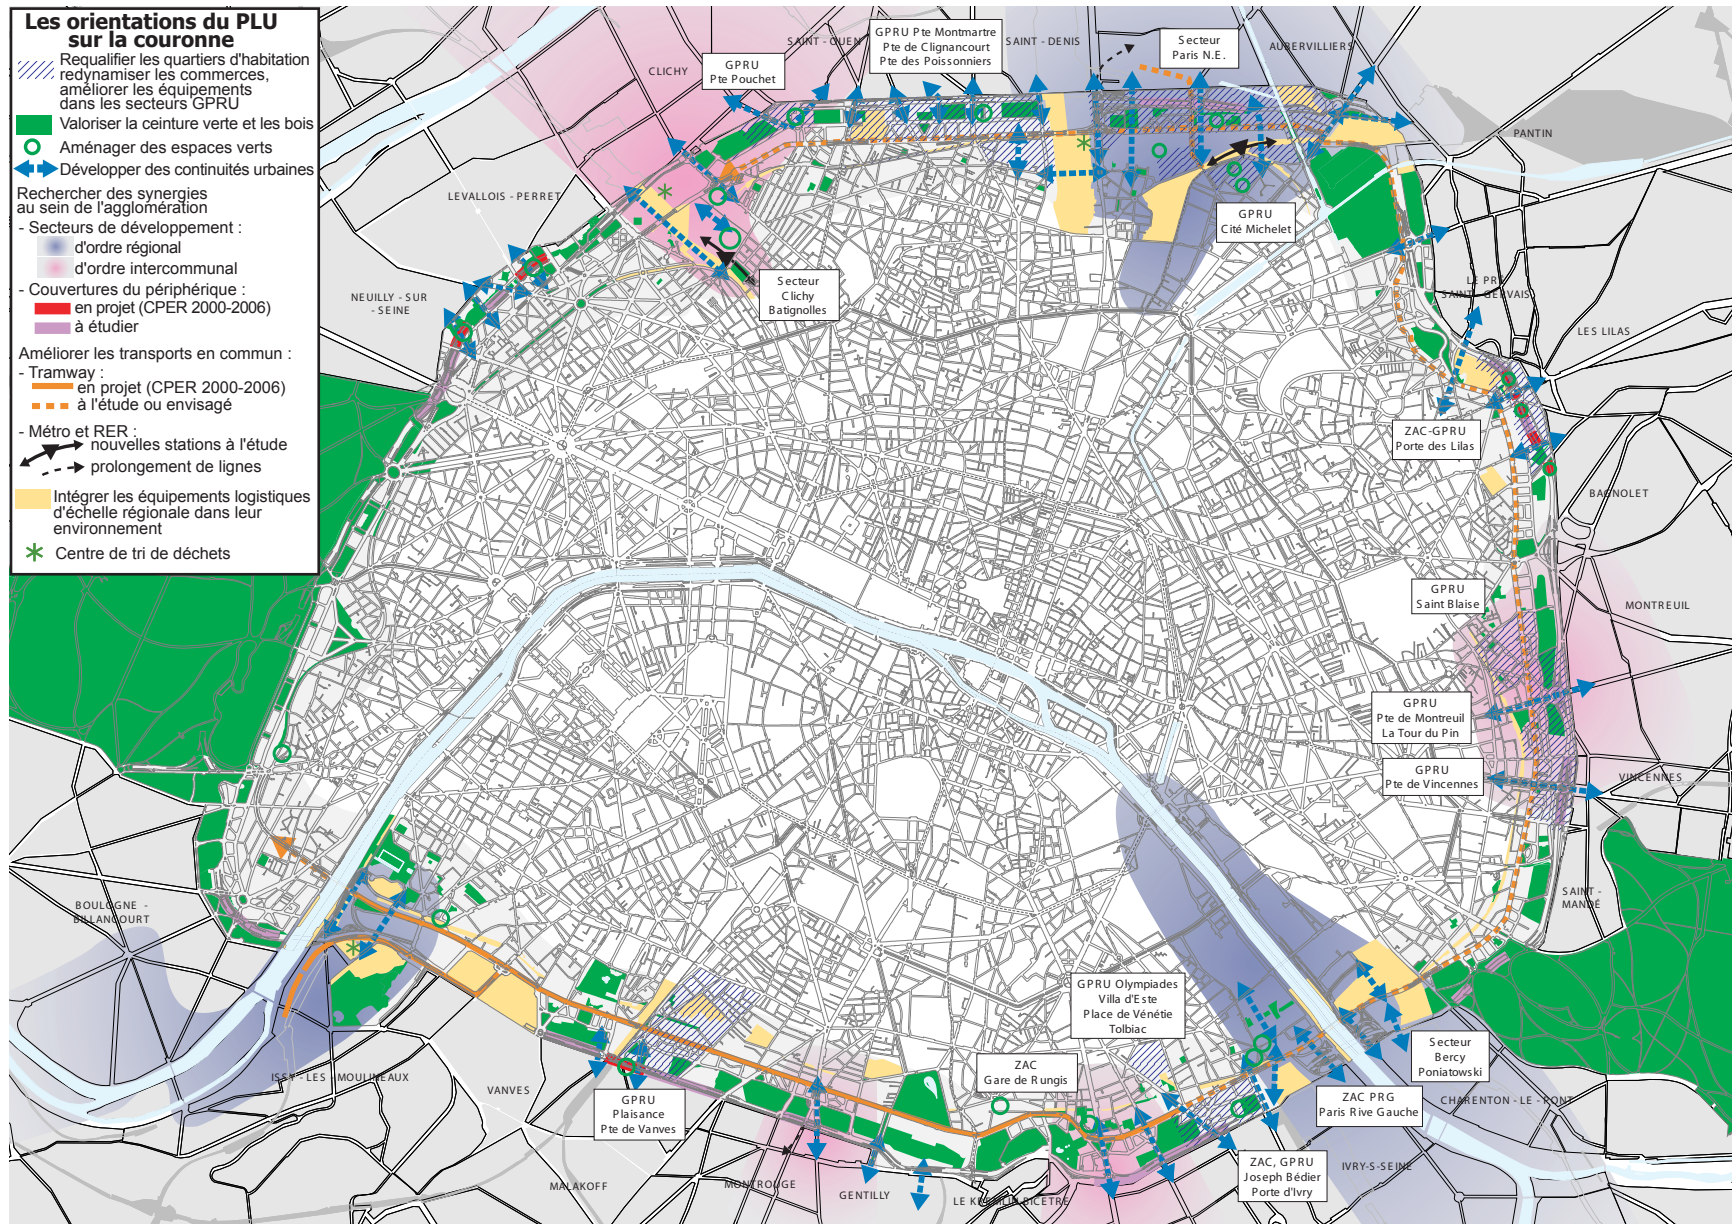 Les orientations du PLU
sur la couronne
Requalifier les quartiers d'habitation
redynamiser les commerces,
améliorer les équipements
dans les secteurs GPRU
Valoriser la ceinture verte et les bois
Aménager des espaces verts
Développer des continuités urbaines
Rechercher des synergies
au sein de l'agglomération
- Secteurs de développement :
d'ordre régional
d'ordre intercommunal
- Couvertures du périphérique :
en projet (CPER 2000-2006)
à étudier
Améliorer les transports en commun :
- Tramway :
en projet (CPER 2000-2006)
à l'étude ou envisagé
- Métro et RER :
nouvelles stations à l'étude
prolongement de lignes
Intégrer les équipements logistiques
d'échelle régionale dans leur
environnement
Centre de tri de déchets
SAINT - OUEN
GPRU Pte Montmartre
Pte de Clignancourt
Pte des Poissonniers
SAINT - DENIS
Secteur
Paris N.E.
AUBERVILLIERS
CLICHY
GPRU
Pte Pouchet
PANTIN
LEVALLOIS - PERRET
GPRU
Cité Michelet
NEUILLY - SUR
- SEINE
Secteur
Clichy
Batignolles
LE PRÉ
SAINT - GERVAIS
LES LILAS
ZAC-GPRU
Porte des Lilas
BAGNOLET
GPRU
Saint Blaise
MONTREUIL
GPRU
Pte de Montreuil
La Tour du Pin
GPRU
Pte de Vincennes
VINCENNES
SAINT -
MANDÉ
BOULOGNE -
BILLANCOURT
GPRU Olympiades
Villa d'Este
Place de Vénétie
Tolbiac
Secteur
Bercy
Poniatowski
ISSY - LES - MOULINEAUX
VANVES
GPRU
Plaisance
Pte de Vanves
ZAC
Gare de Rungis
ZAC PRG
Paris Rive Gauche
CHARENTON - LE - PONT
MALAKOFF
MONTROUGE
GENTILLY
LE KREMLIN-BICETRE
ZAC, GPRU
Joseph Bédier
Porte d'Ivry
IVRY-S-SEINE